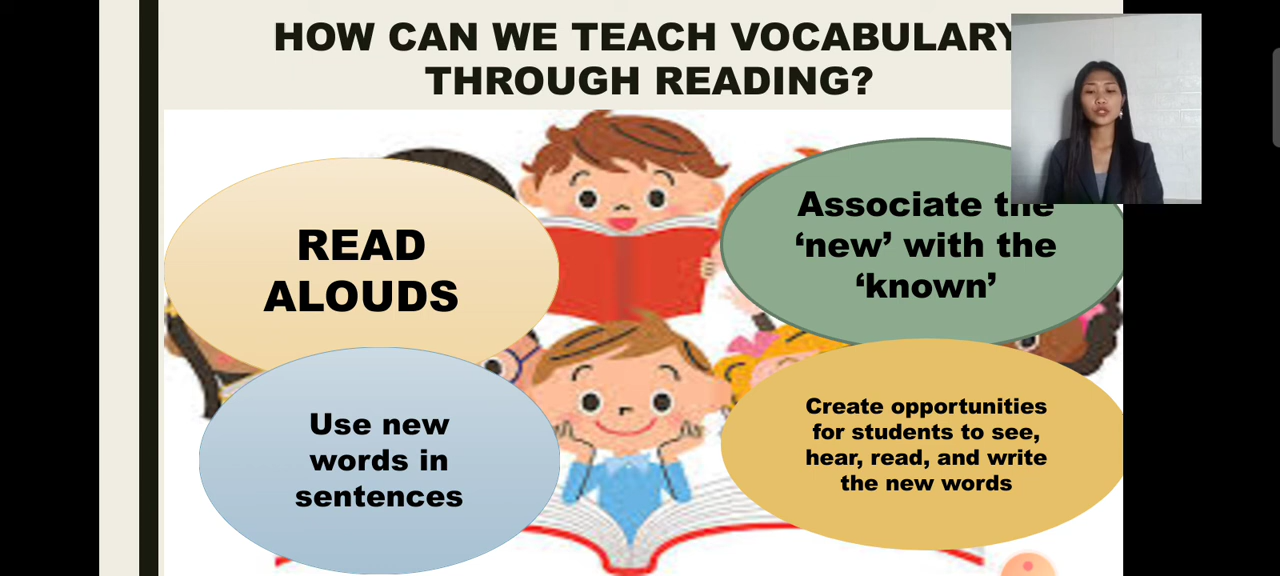 HOW CAN WE TEACH VOCABULARY
THROUGH READING?
READ
ALOUDS
Associate the
‘new’ with the
‘known’
Use new
words in
sentences
Create opportunities
for students to see,
hear, read, and write
the new words